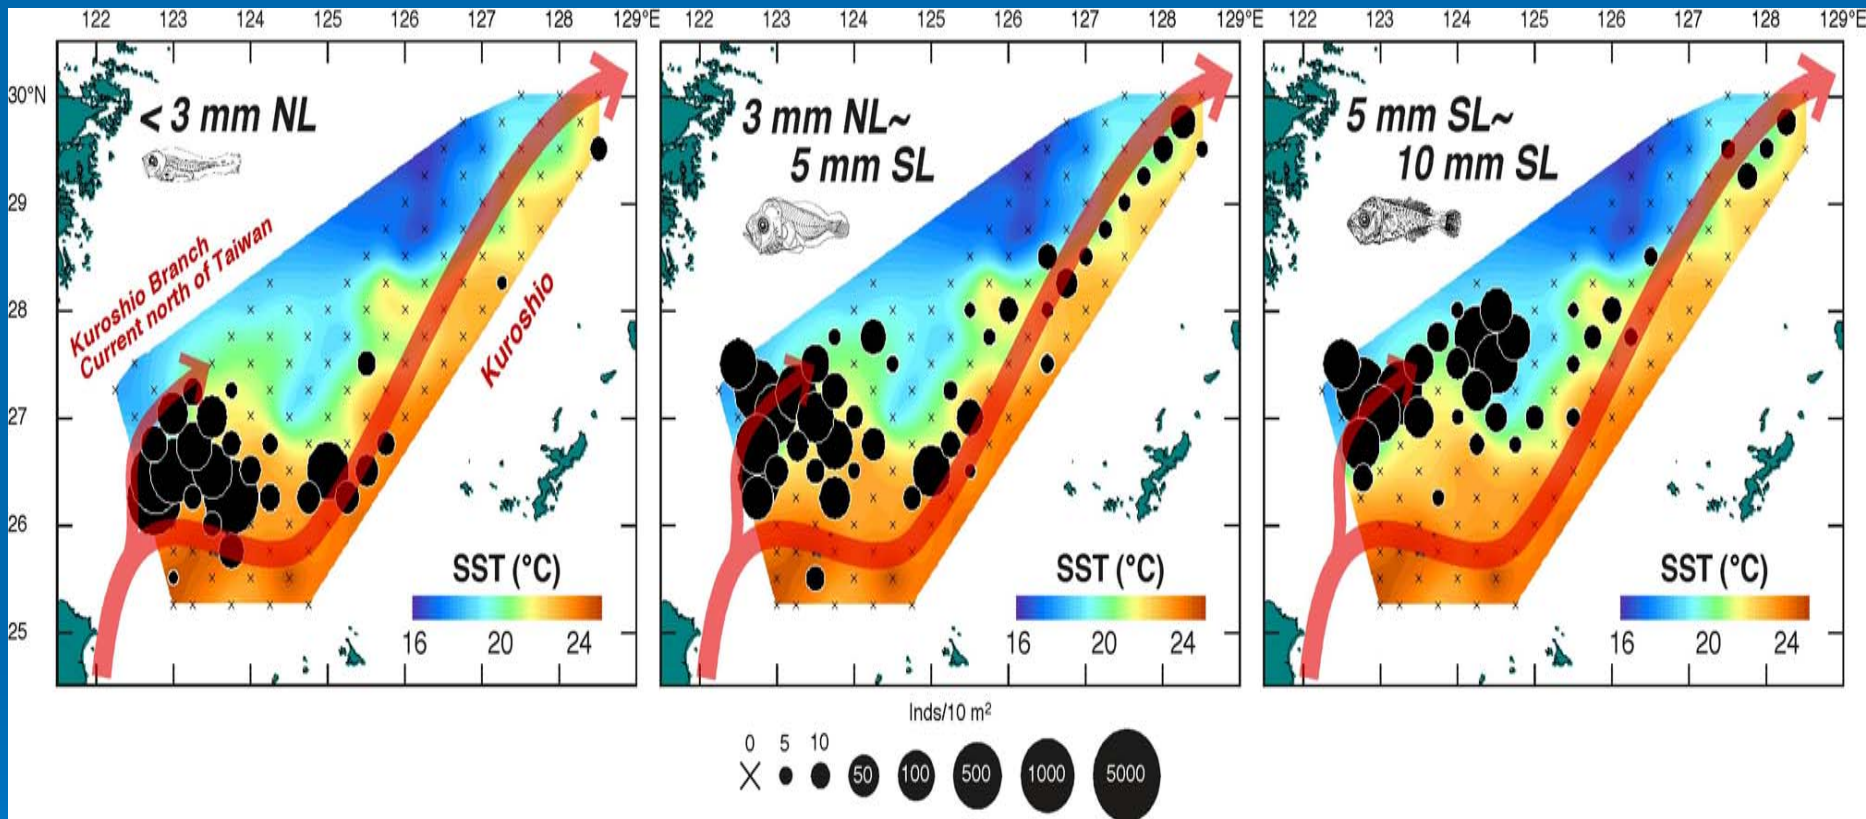 122 123 124 125 126 127 128 129°E
122 123 124 125 126 127 128 129°E
122 123 124 125 126 127 128 129°E
30°N
29
28
27
26
25
< 3 mm NL
Kuroshio Branch
Current north of Taiwan
Kuroshio
SST (°C)
16 20 24
3 mm NL~
5 mm SL
SST (°C)
16 20 24
5 mm SL~
10 mm SL
SST (°C)
16 20 24
Inds/10 m²
0 5 10
50 100 500 1000 5000